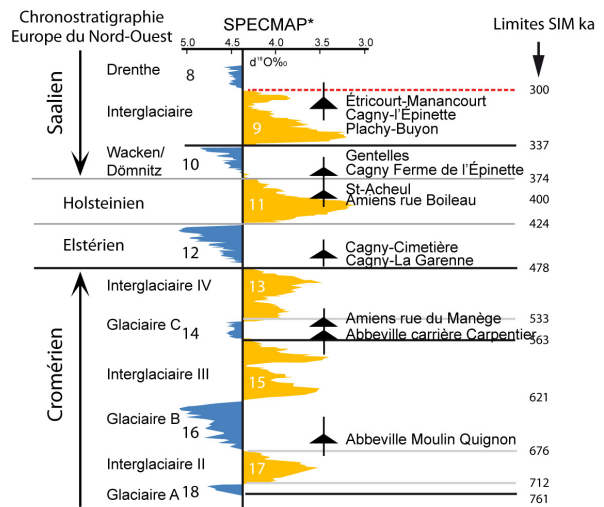 Chronostratigraphie
Europe du Nord-Ouest
SPECMAP*
Limites SIM ka
5.0 4.5 4.0 3.5 3.0
d¹⁸O‰
Saalien
Drenthe 8
300
Interglaciaire
9
Étricourt-Manancourt
Cagny-l'Épinette
Plachy-Buyon
337
Wacken/
Dömnitz
10
Gentelles
Cagny Ferme de l'Épinette
374
Holsteinien
11
St-Acheul
Amiens rue Boileau
400
424
Elstérien
12
Cagny-Cimetière
Cagny-La Garenne
478
Cromérien
Interglaciaire IV
13
533
Glaciaire C 14
Amiens rue du Manège
Abbeville carrière Carpentier
563
Interglaciaire III
15
621
Glaciaire B
16
Abbeville Moulin Quignon
676
Interglaciaire II
17
712
Glaciaire A 18
761